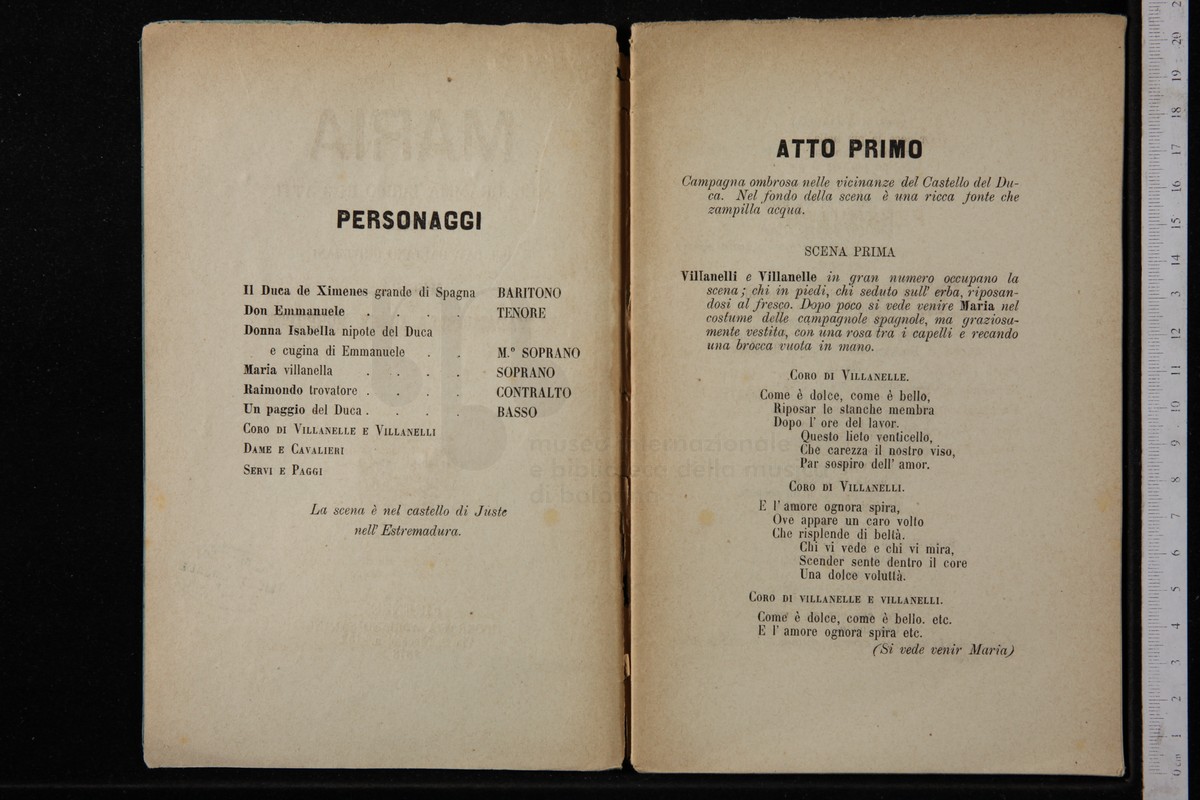 PERSONAGGI
Il Duca de Ximenes grande di Spagna BARITONO
Don Emmanuele . . . . TENORE
Donna Isabella nipote del Duca
e cugina di Emmanuele . . M.° SOPRANO
Maria villanella . . . . SOPRANO
Raimondo trovatore . . . . CONTRALTO
Un paggio del Duca . . . . BASSO
Coro di Villanelle e Villanelli
Dame e Cavalieri
Servi e Paggi
La scena è nel castello di Juste
nell' Estremadura.
ATTO PRIMO
Campagna ombrosa nelle vicinanze del Castello del Du-
ca. Nel fondo della scena è una ricca fonte che
zampilla acqua.
SCENA PRIMA
Villanelli e Villanelle in gran numero occupano la
scena; chi in piedi, chi seduto sull' erba, riposan-
dosi al fresco. Dopo poco si vede venire Maria nel
costume delle campagnole spagnole, ma graziosa-
mente vestita, con una rosa tra i capelli e recando
una brocca vuota in mano.
Coro di Villanelle.
Come è dolce, come è bello,
Riposar le stanche membra
Dopo l' ore del lavor.
Questo lieto venticello,
Che carezza il nostro viso,
Par sospiro dell' amor.
Coro di Villanelli.
E l' amore ognora spira,
Ove appare un caro volto
Che risplende di beltà.
Chi vi vede e chi vi mira,
Scender sente dentro il core
Una dolce voluttà.
Coro di villanelle e villanelli.
Come è dolce, come è bello. etc.
E l' amore ognora spira etc.
(Si vede venir Maria)
museo internazionale
e biblioteca della musica
di bologna